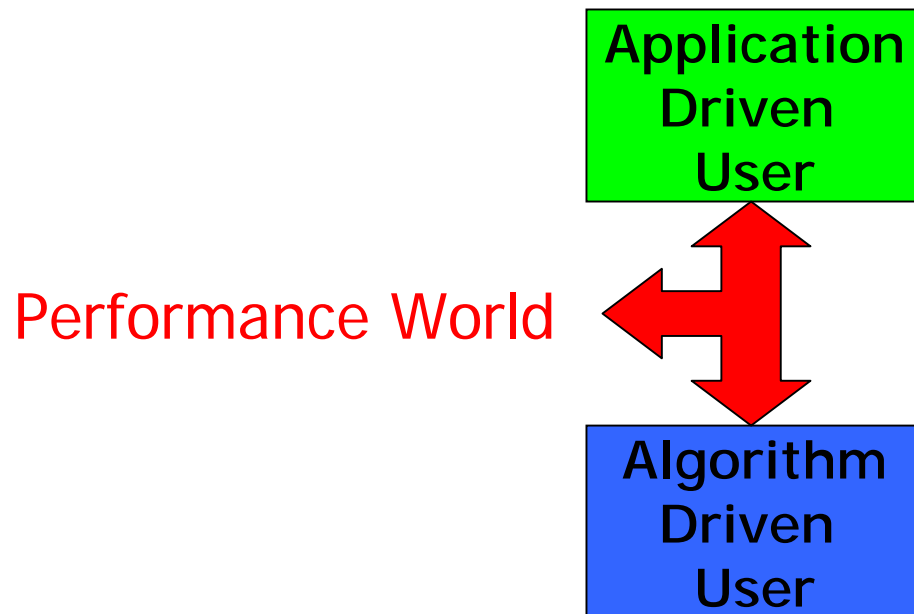 Application
Driven
User
Performance World
Algorithm
Driven
User